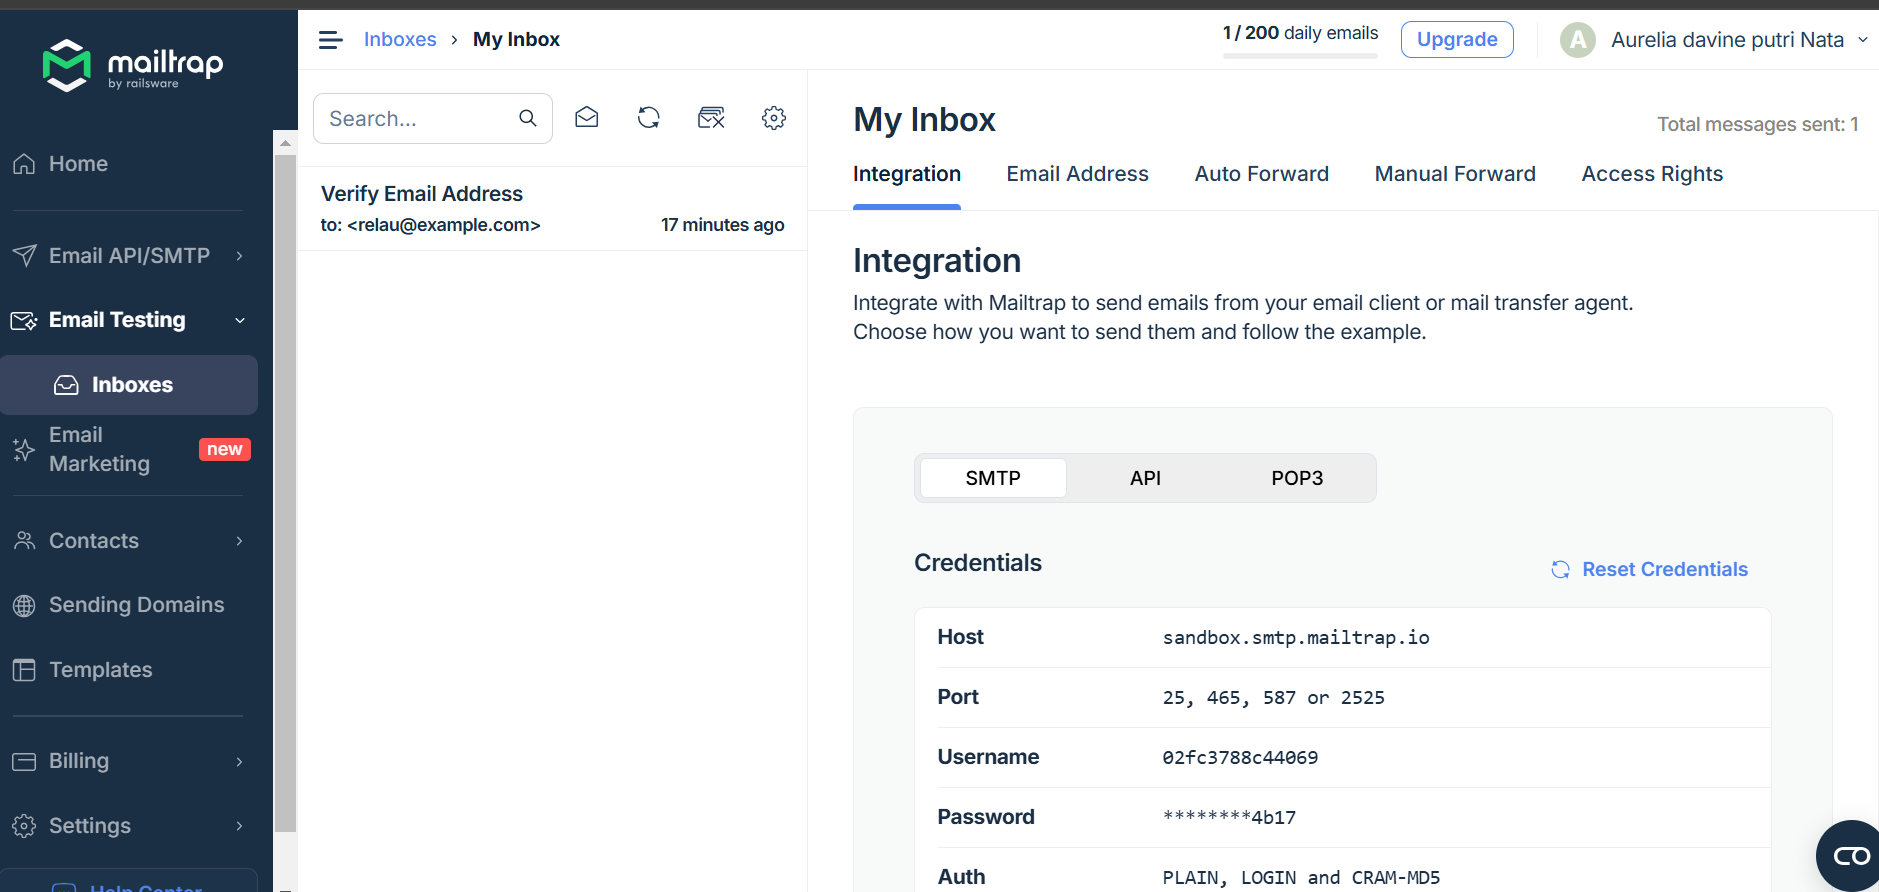 mailtrap
by railsware
Home
Email API/SMTP
Email Testing
Inboxes
Email
Marketing
new
Contacts
Sending Domains
Templates
Billing
Settings
Help Center
Inboxes › My Inbox
1 / 200 daily emails
Upgrade
A
Aurelia davine putri Nata
Search...
Verify Email Address
to: <relau@example.com> 17 minutes ago
My Inbox
Total messages sent: 1
Integration Email Address Auto Forward Manual Forward Access Rights
Integration
Integrate with Mailtrap to send emails from your email client or mail transfer agent.
Choose how you want to send them and follow the example.
SMTP API POP3
Credentials
Reset Credentials
Host sandbox.smtp.mailtrap.io
Port 25, 465, 587 or 2525
Username 02fc3788c44069
Password ********4b17
Auth PLAIN, LOGIN and CRAM-MD5